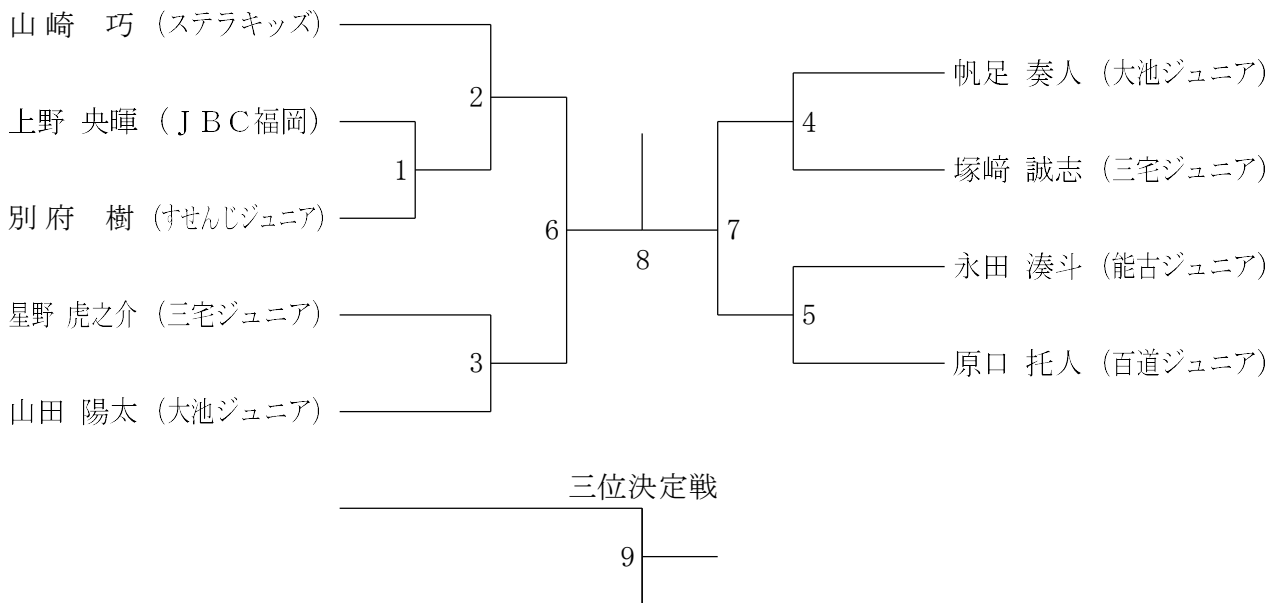 山崎 巧 (ステラキッズ)
2
上野 央暉 (ＪＢＣ福岡)
1
別府 樹 (すせんじジュニア)
6
星野 虎之介 (三宅ジュニア)
3
山田 陽太 (大池ジュニア)
8
帆足 奏人 (大池ジュニア)
4
塚﨑 誠志 (三宅ジュニア)
7
永田 湊斗 (能古ジュニア)
5
原口 托人 (百道ジュニア)
三位決定戦
9